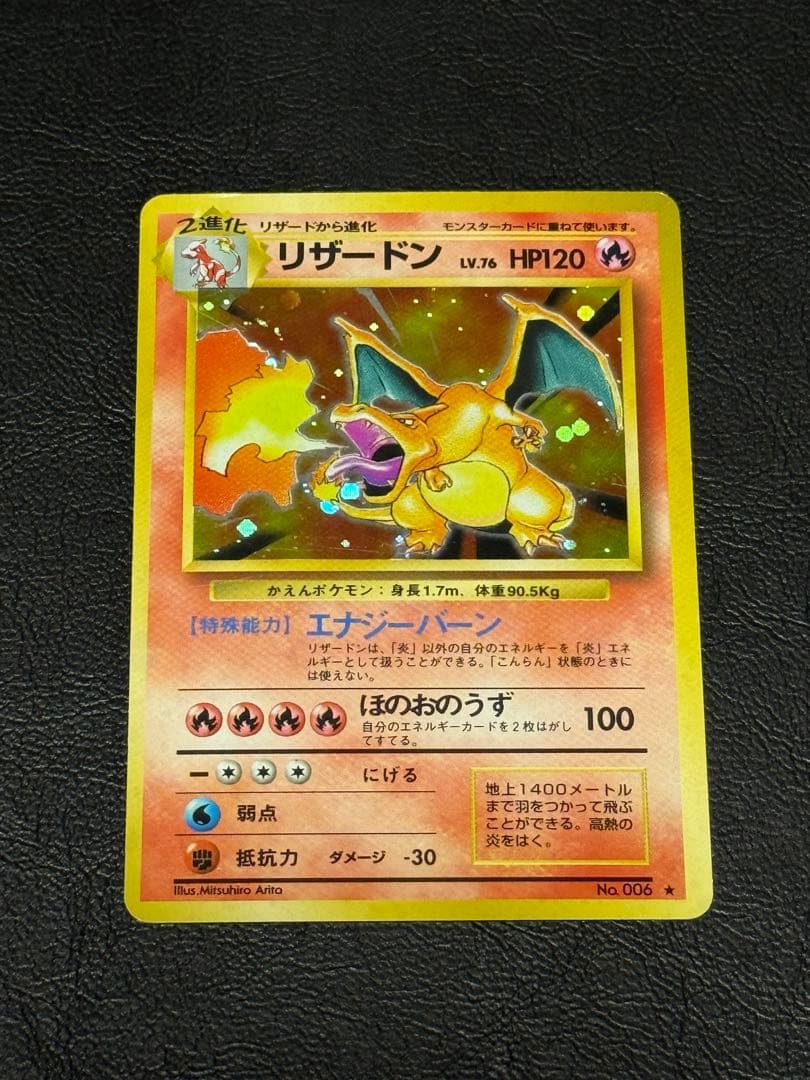 2進化 リザードから進化 モンスターカードに重ねて使います。
リザードン LV.76 HP120
かえんポケモン：身長1.7m、体重90.5Kg
【特殊能力】 エナジーバーン
リザードンは、「炎」以外の自分のエネルギーを「炎」エネ
ルギーとして扱うことができる。「こんらん」状態のときに
は使えない。
ほのおのうず 100
自分のエネルギーカードを2枚はがし
てすてる。
にげる
弱点
抵抗力 ダメージ -30
地上1400メートル
まで羽をつかって飛ぶ
ことができる。高熱の
炎をはく。
Illus.Mitsuhiro Arita No.006 ★